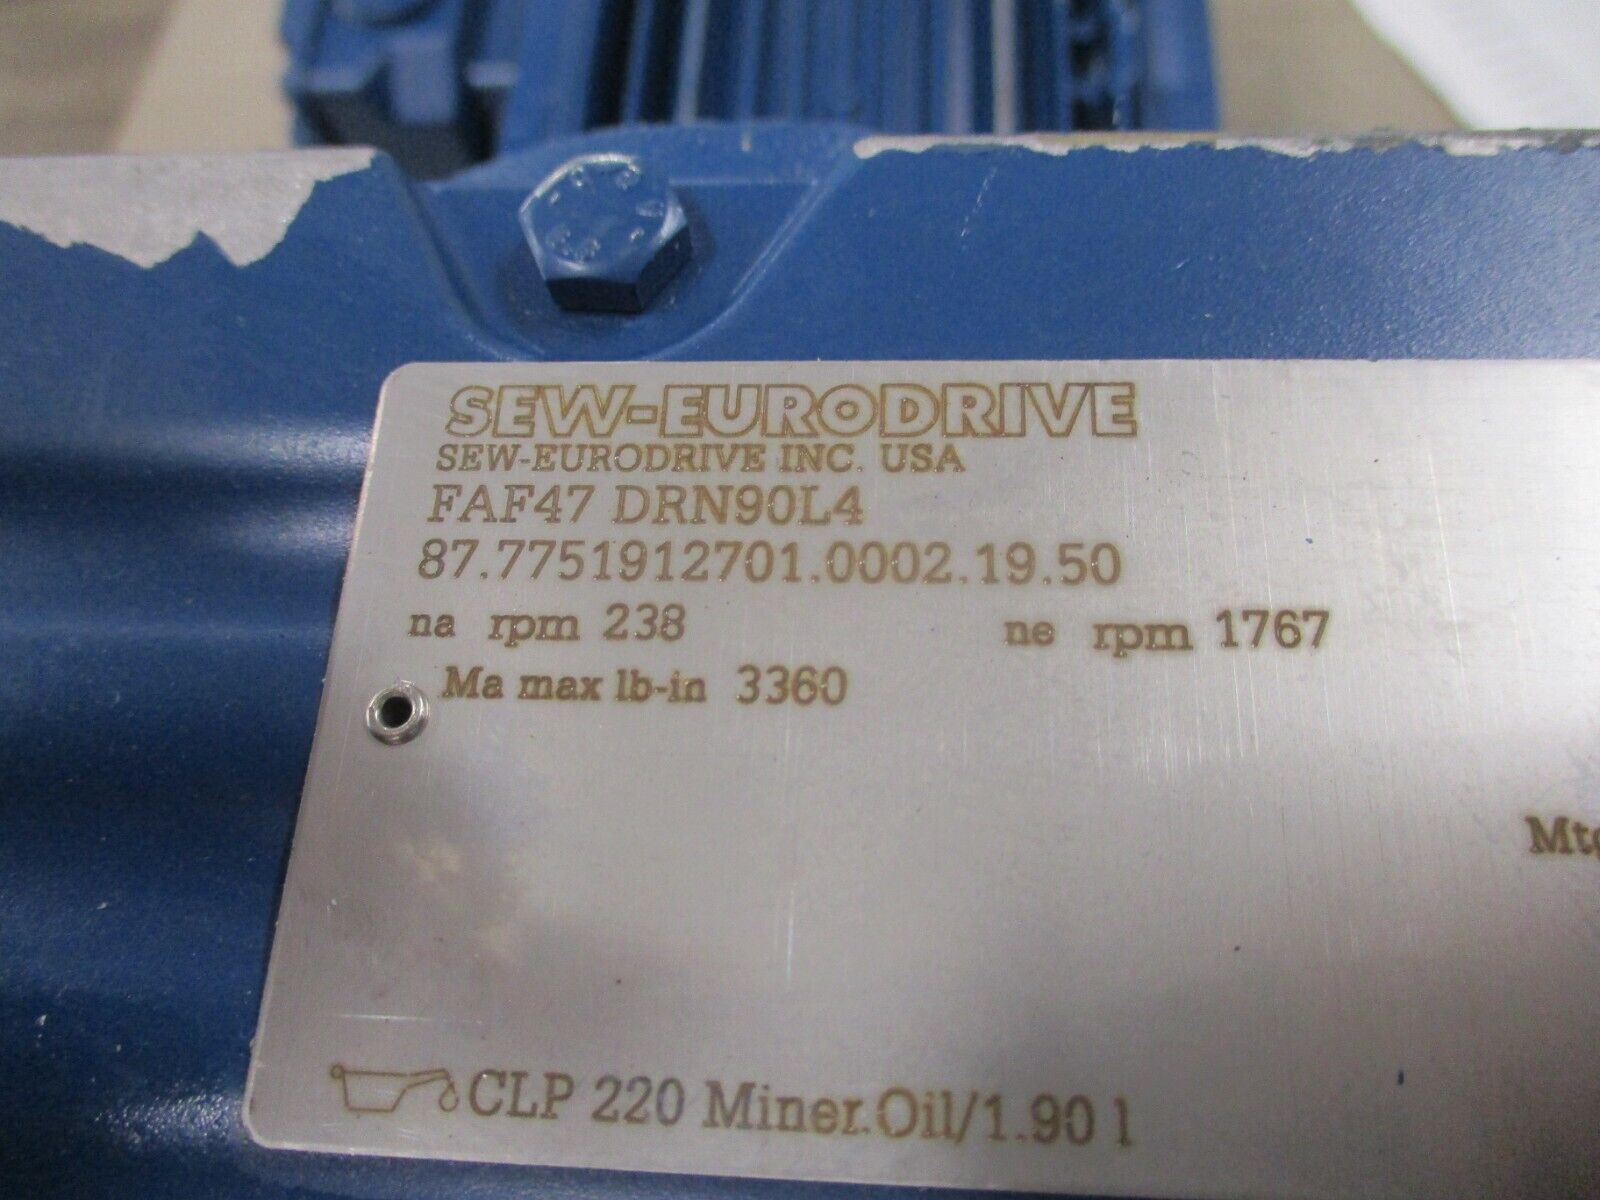 SEW-EURODRIVE
SEW-EURODRIVE INC. USA
FAF47 DRN90L4
87.7751912701.0002.19.50
na rpm 238 ne rpm 1767
Ma max lb-in 3360
CLP 220 Miner.Oil/1.90 l